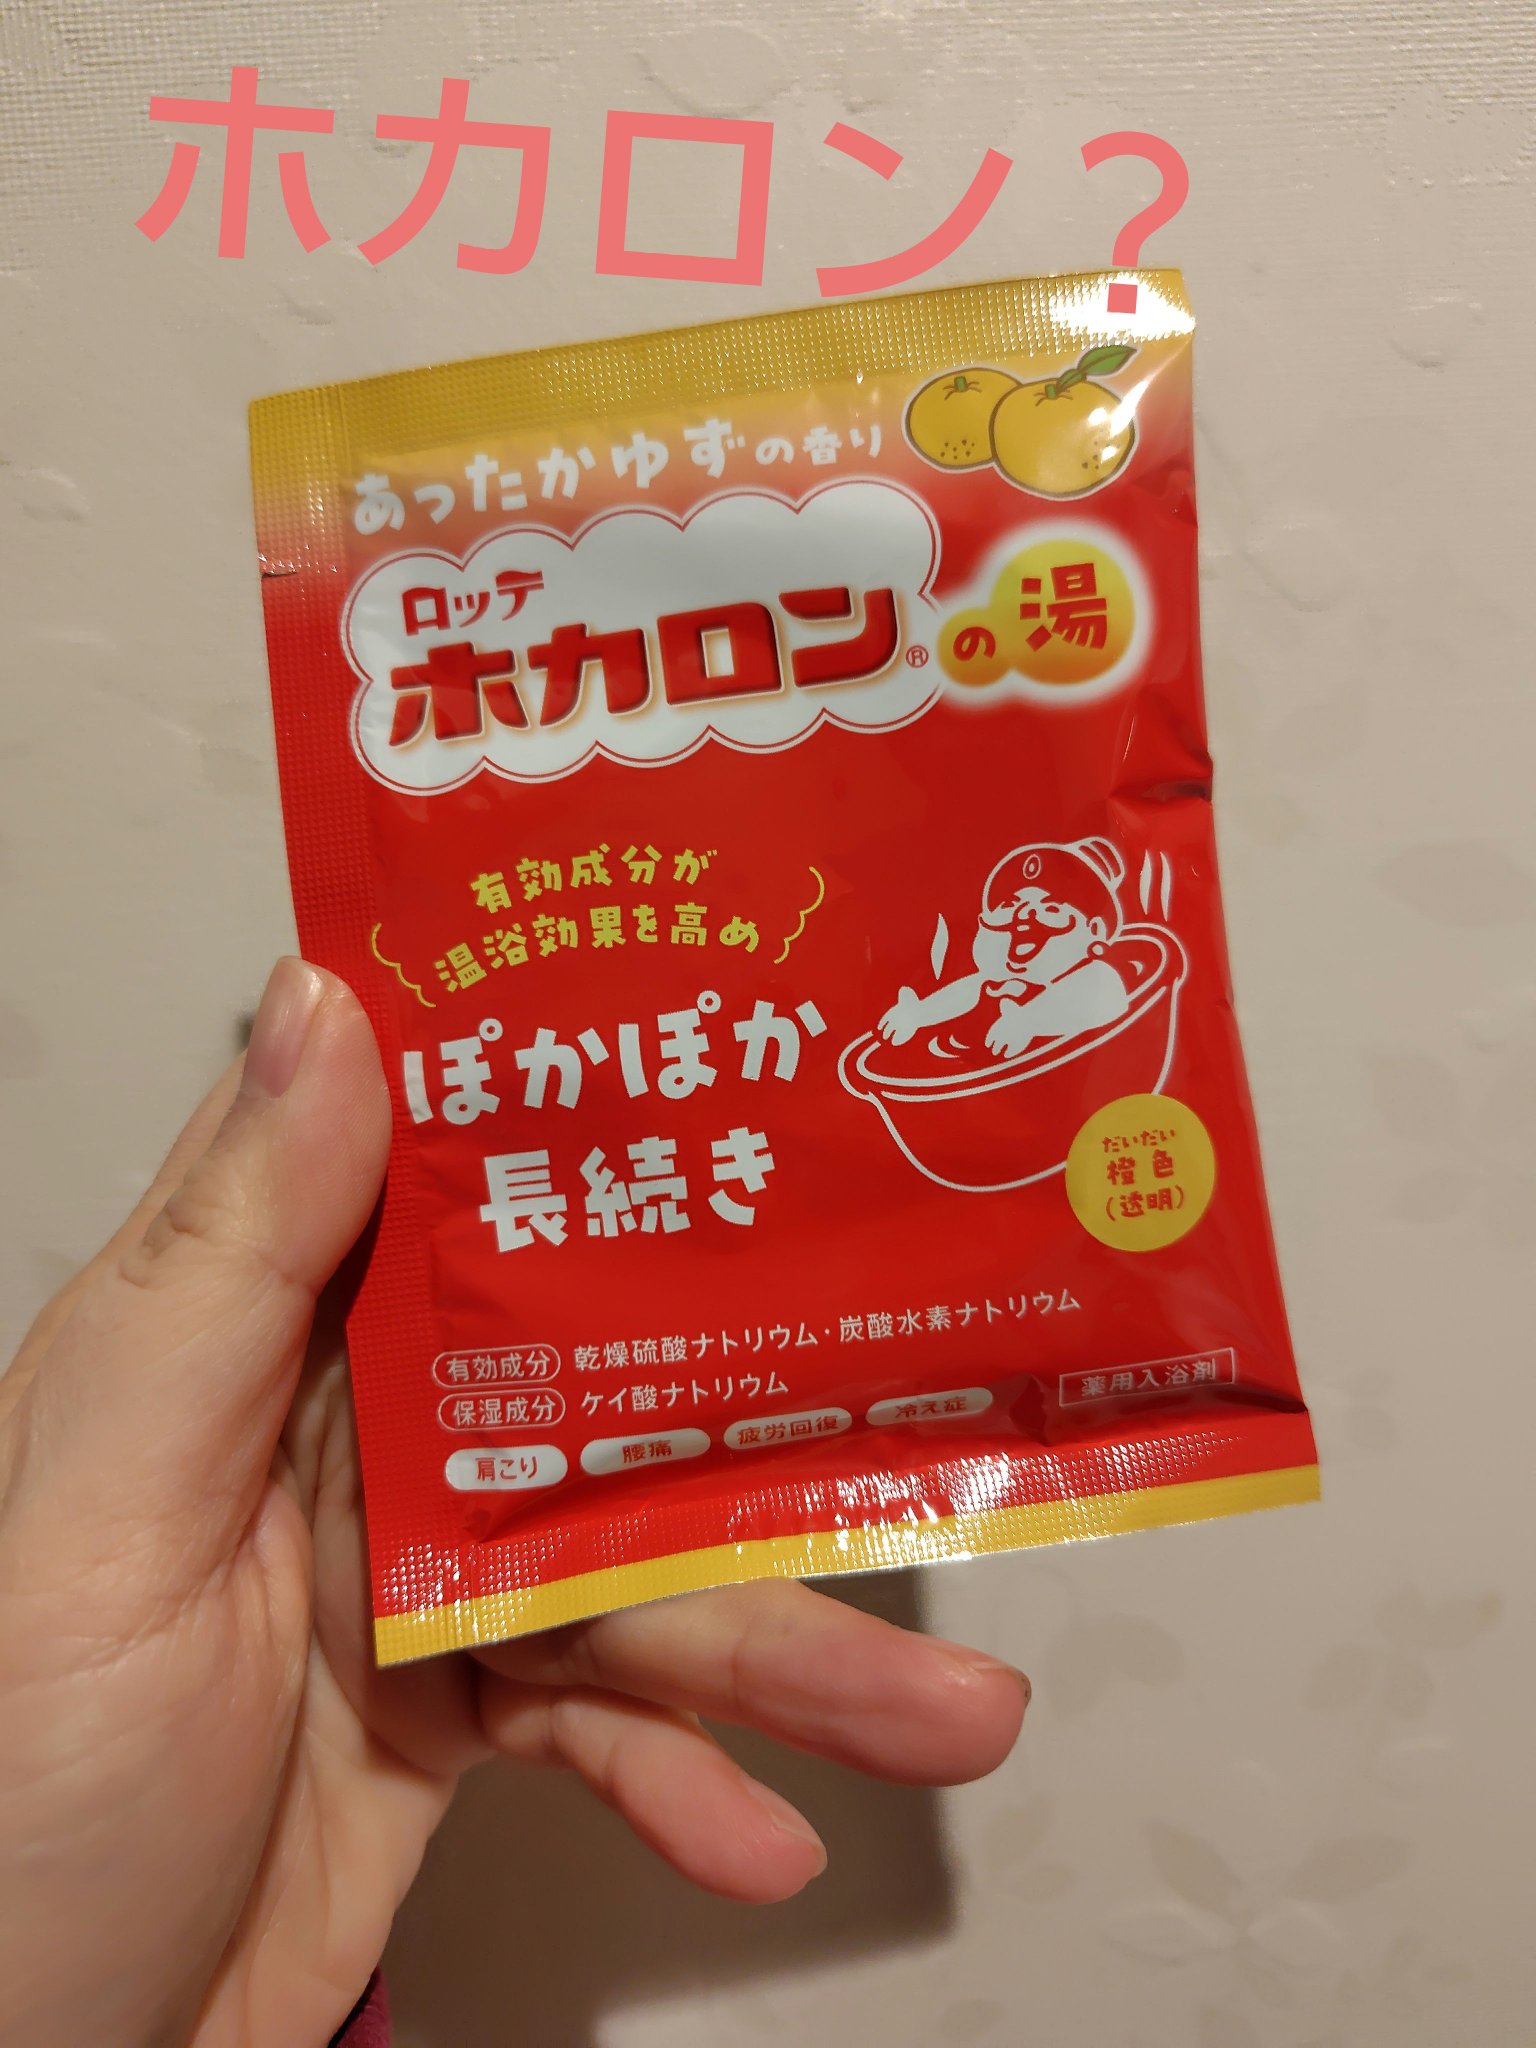 ホカロン？
あったかゆずの香り
ロッテ
ホカロン®の湯
有効成分が
温浴効果を高め
ぽかぽか
長続き
だいだい
橙色
(透明)
有効成分 乾燥硫酸ナトリウム・炭酸水素ナトリウム
保湿成分 ケイ酸ナトリウム
薬用入浴剤
肩こり 腰痛 疲労回復 冷え症